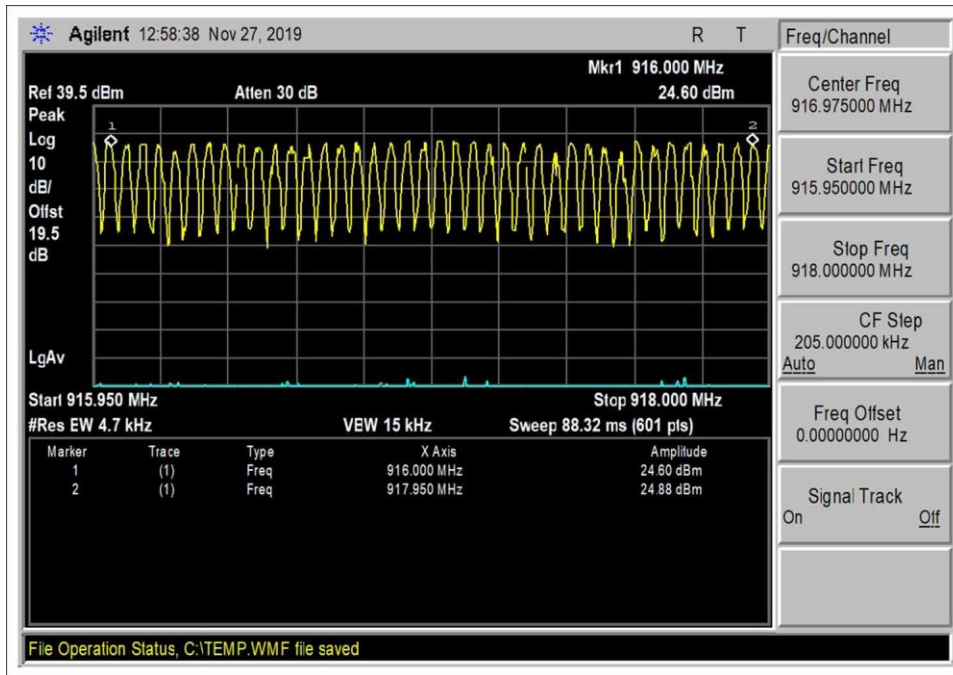 Agilent 12:58:38 Nov 27, 2019 R T
Freq/Channel
Mkr1 916.000 MHz
Ref 39.5 dBm Atten 30 dB 24.60 dBm
Peak
Log
10
dB/
Offst
19.5
dB
LgAv
1
2
Start 915.950 MHz Stop 918.000 MHz
#Res EW 4.7 kHz VEW 15 kHz Sweep 88.32 ms (601 pts)
Marker Trace Type X Axis Amplitude
1 (1) Freq 916.000 MHz 24.60 dBm
2 (1) Freq 917.950 MHz 24.88 dBm
Center Freq
916.975000 MHz
Start Freq
915.950000 MHz
Stop Freq
918.000000 MHz
CF Step
205.000000 kHz
Auto Man
Freq Offset
0.00000000 Hz
Signal Track
On Off
File Operation Status, C:\TEMP.WMF file saved